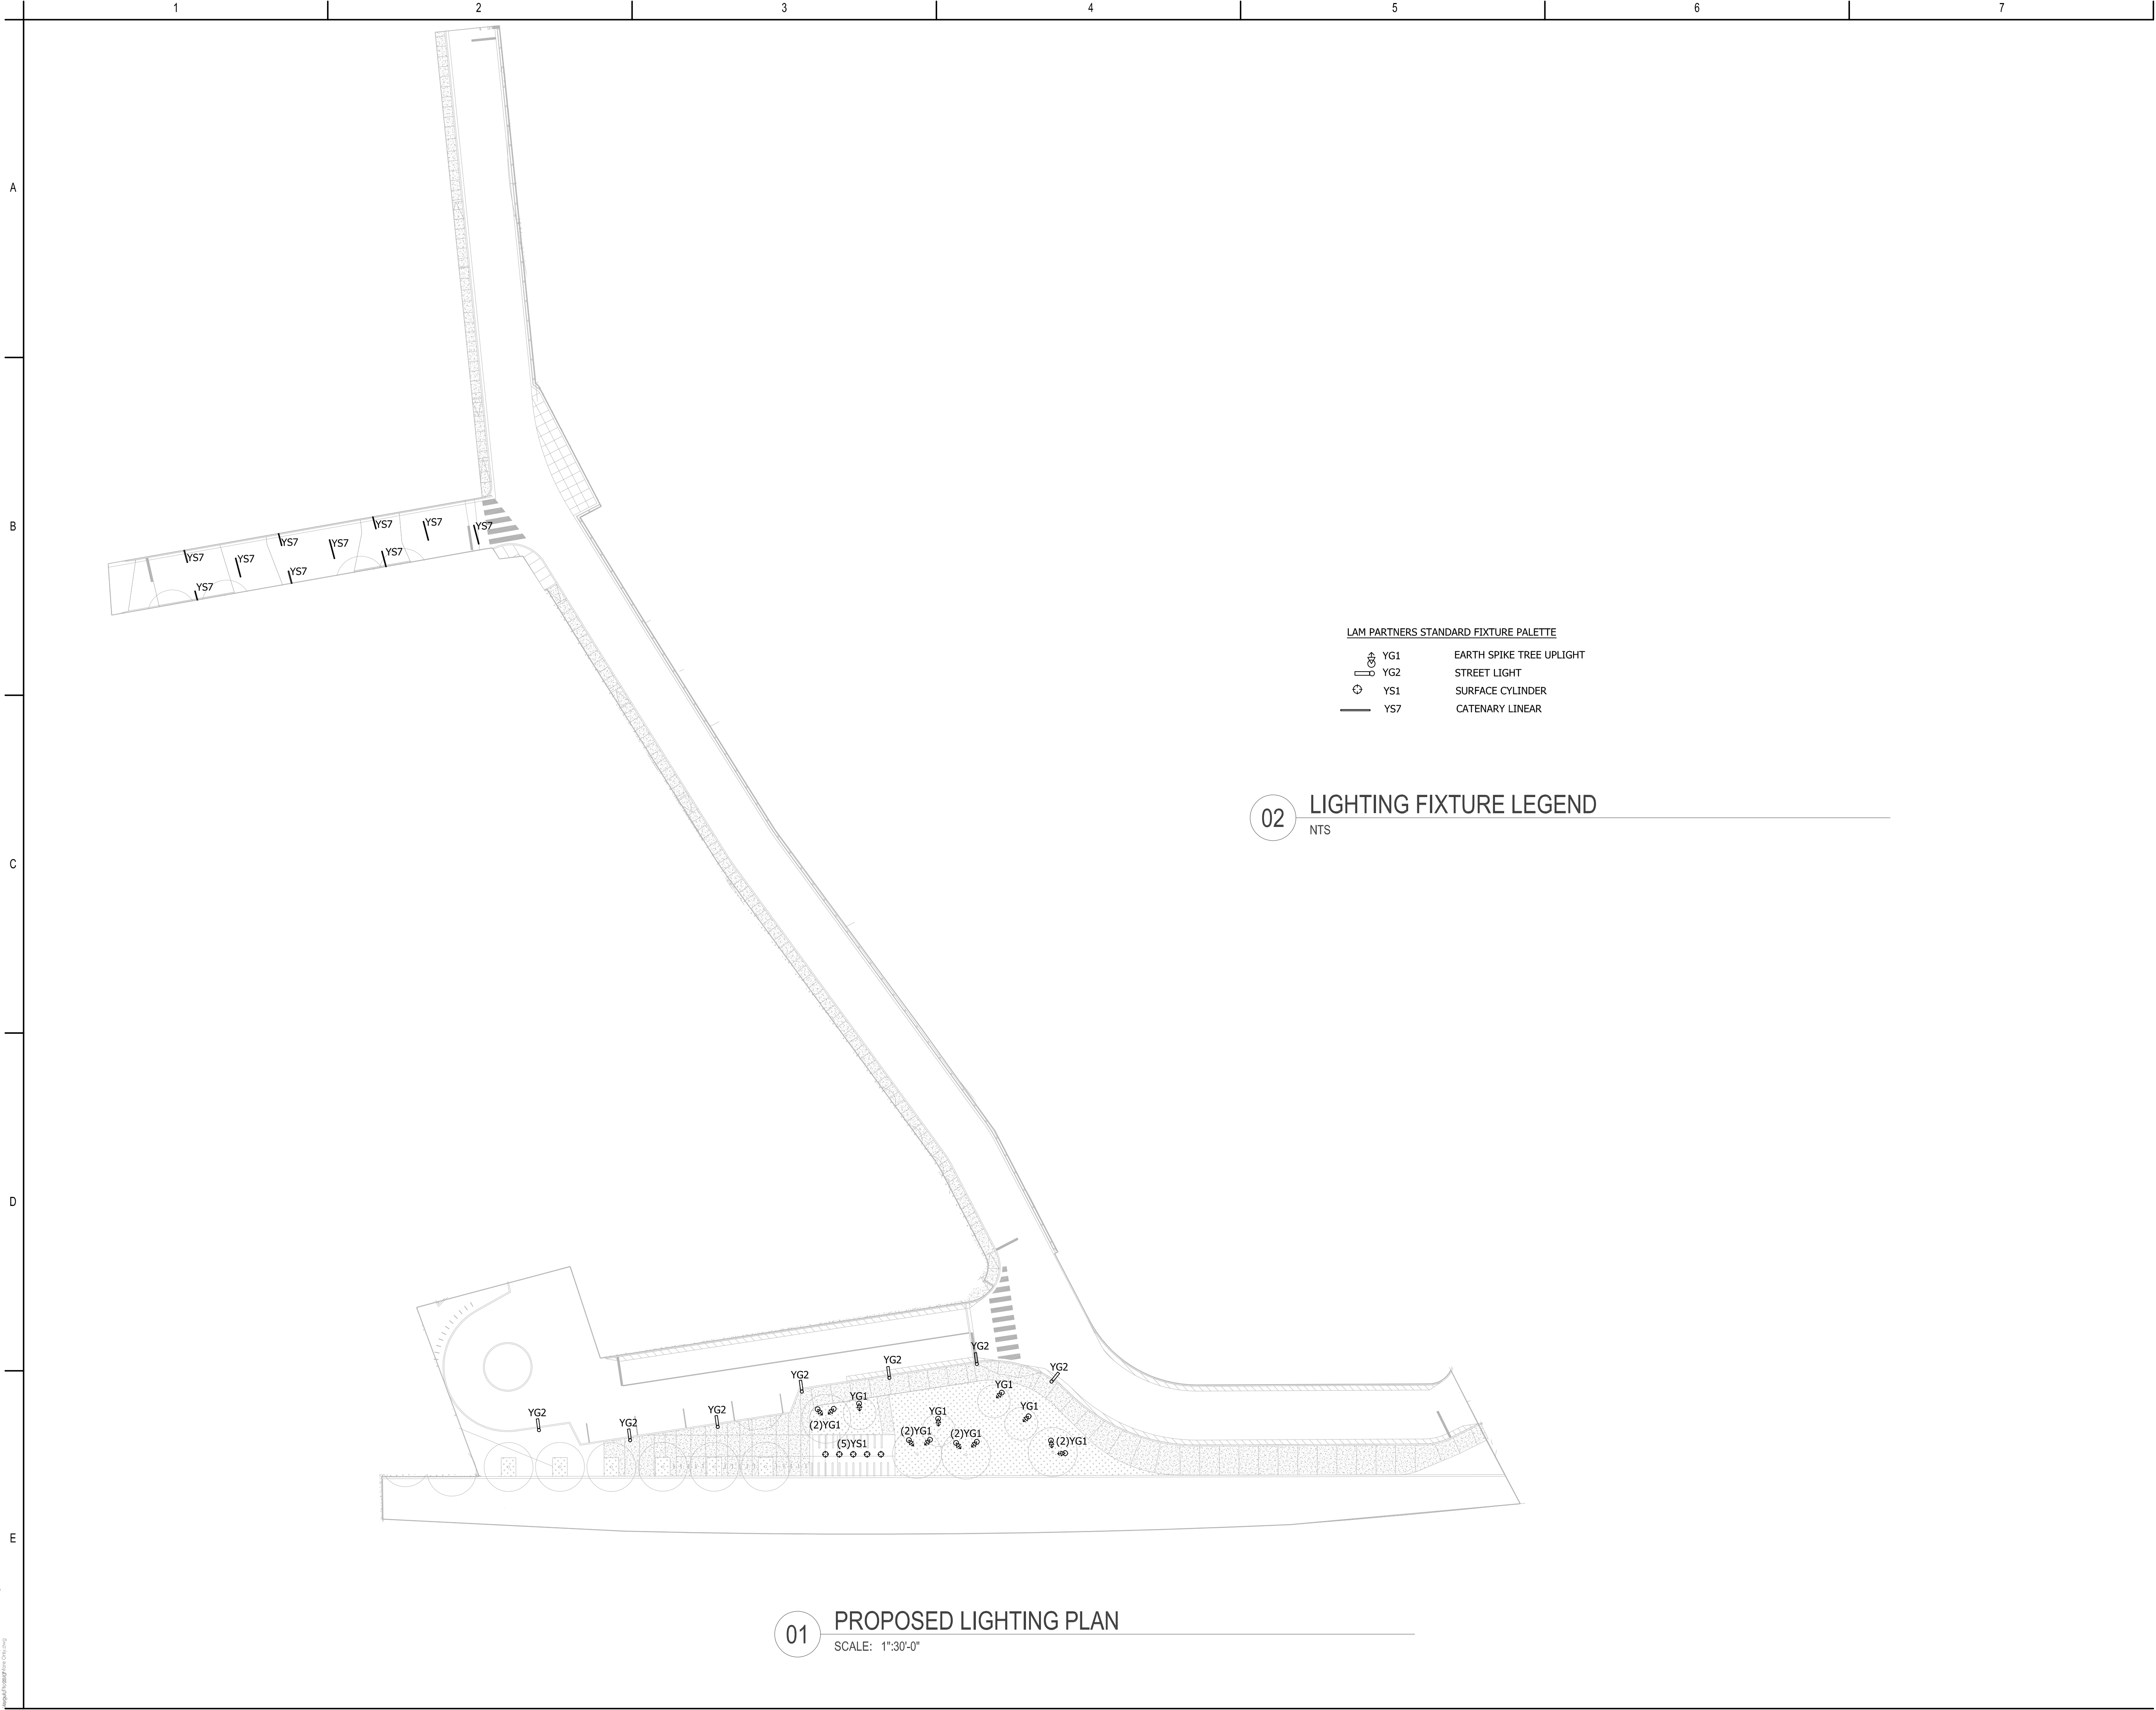 1 2 3 4 5 6 7
A
B
C
D
E
YS7
YS7
YS7
YS7
YS7
YS7
YS7
YS7
YS7
YS7
YS7
LAM PARTNERS STANDARD FIXTURE PALETTE
YG1 EARTH SPIKE TREE UPLIGHT
YG2 STREET LIGHT
YS1 SURFACE CYLINDER
YS7 CATENARY LINEAR
02 LIGHTING FIXTURE LEGEND
NTS
YG2
YG2
YG2
YG2
YG2
YG2
YG2
YG2
YG1
YG1
YG1
YG1
(2)YG1
(2)YG1
(2)YG1
(2)YG1
(5)YS1
01 PROPOSED LIGHTING PLAN
SCALE: 1":30'-0"